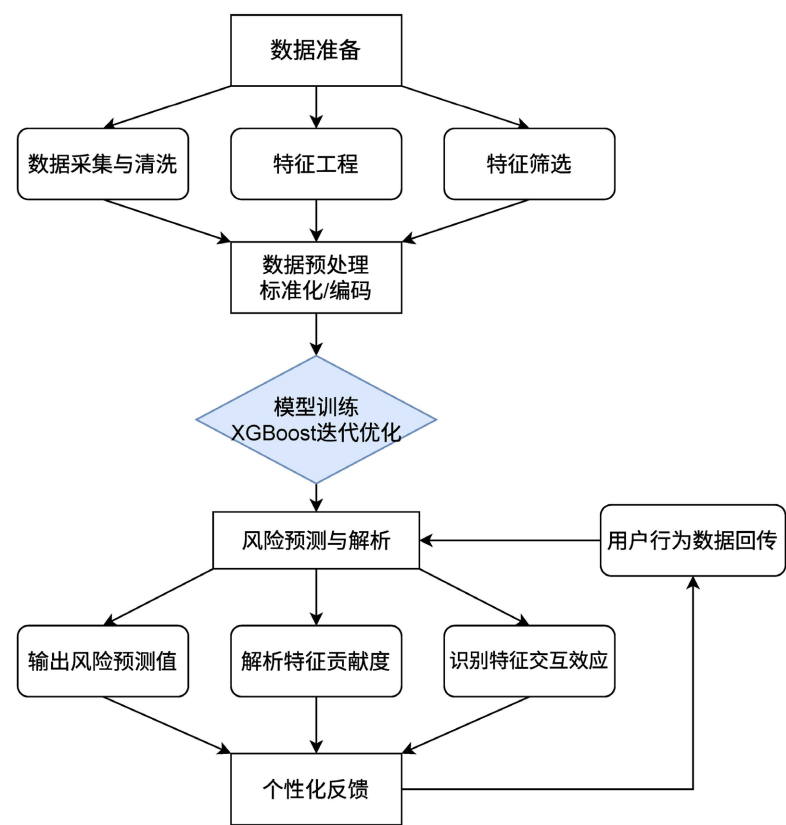 数据准备
数据采集与清洗
特征工程
特征筛选
数据预处理
标准化/编码
模型训练
XGBoost迭代优化
风险预测与解析
用户行为数据回传
输出风险预测值
解析特征贡献度
识别特征交互效应
个性化反馈